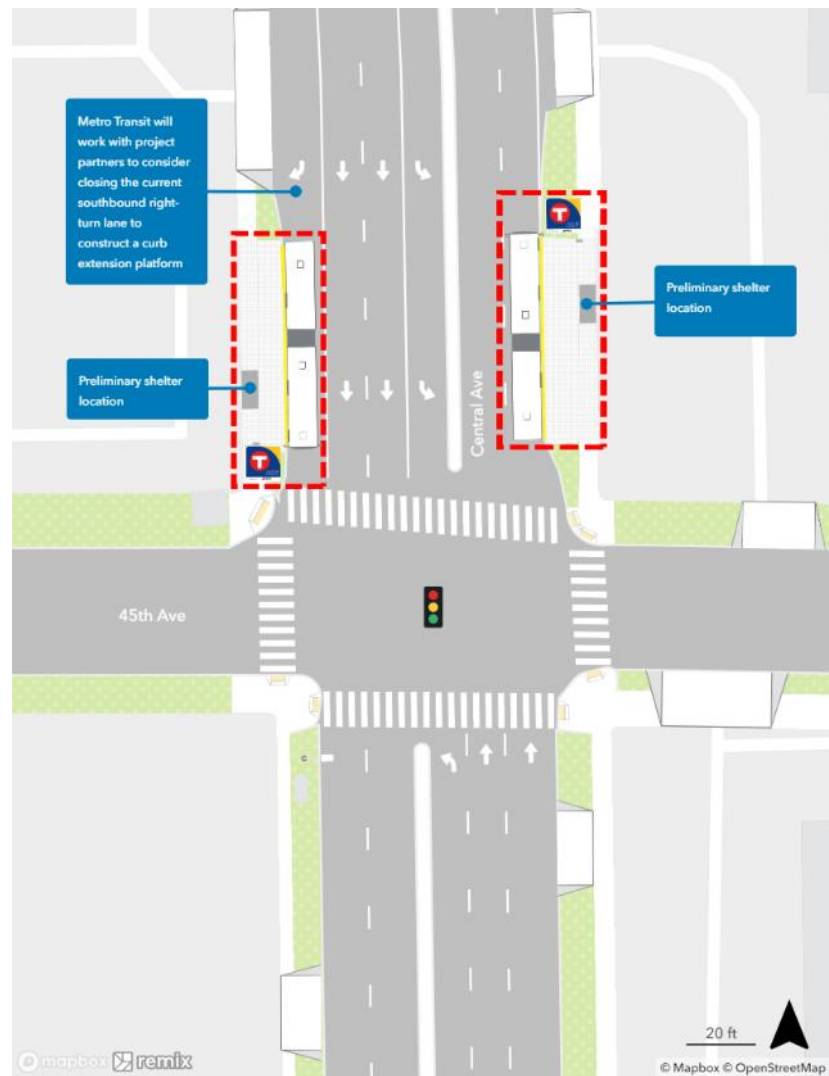 Metro Transit will
work with project
partners to consider
closing the current
southbound right-
turn lane to
construct a curb
extension platform
T
Preliminary shelter
location
Preliminary shelter
location
T
Central Ave
45th Ave
20 ft
mapbox remix
© Mapbox © OpenStreetMap